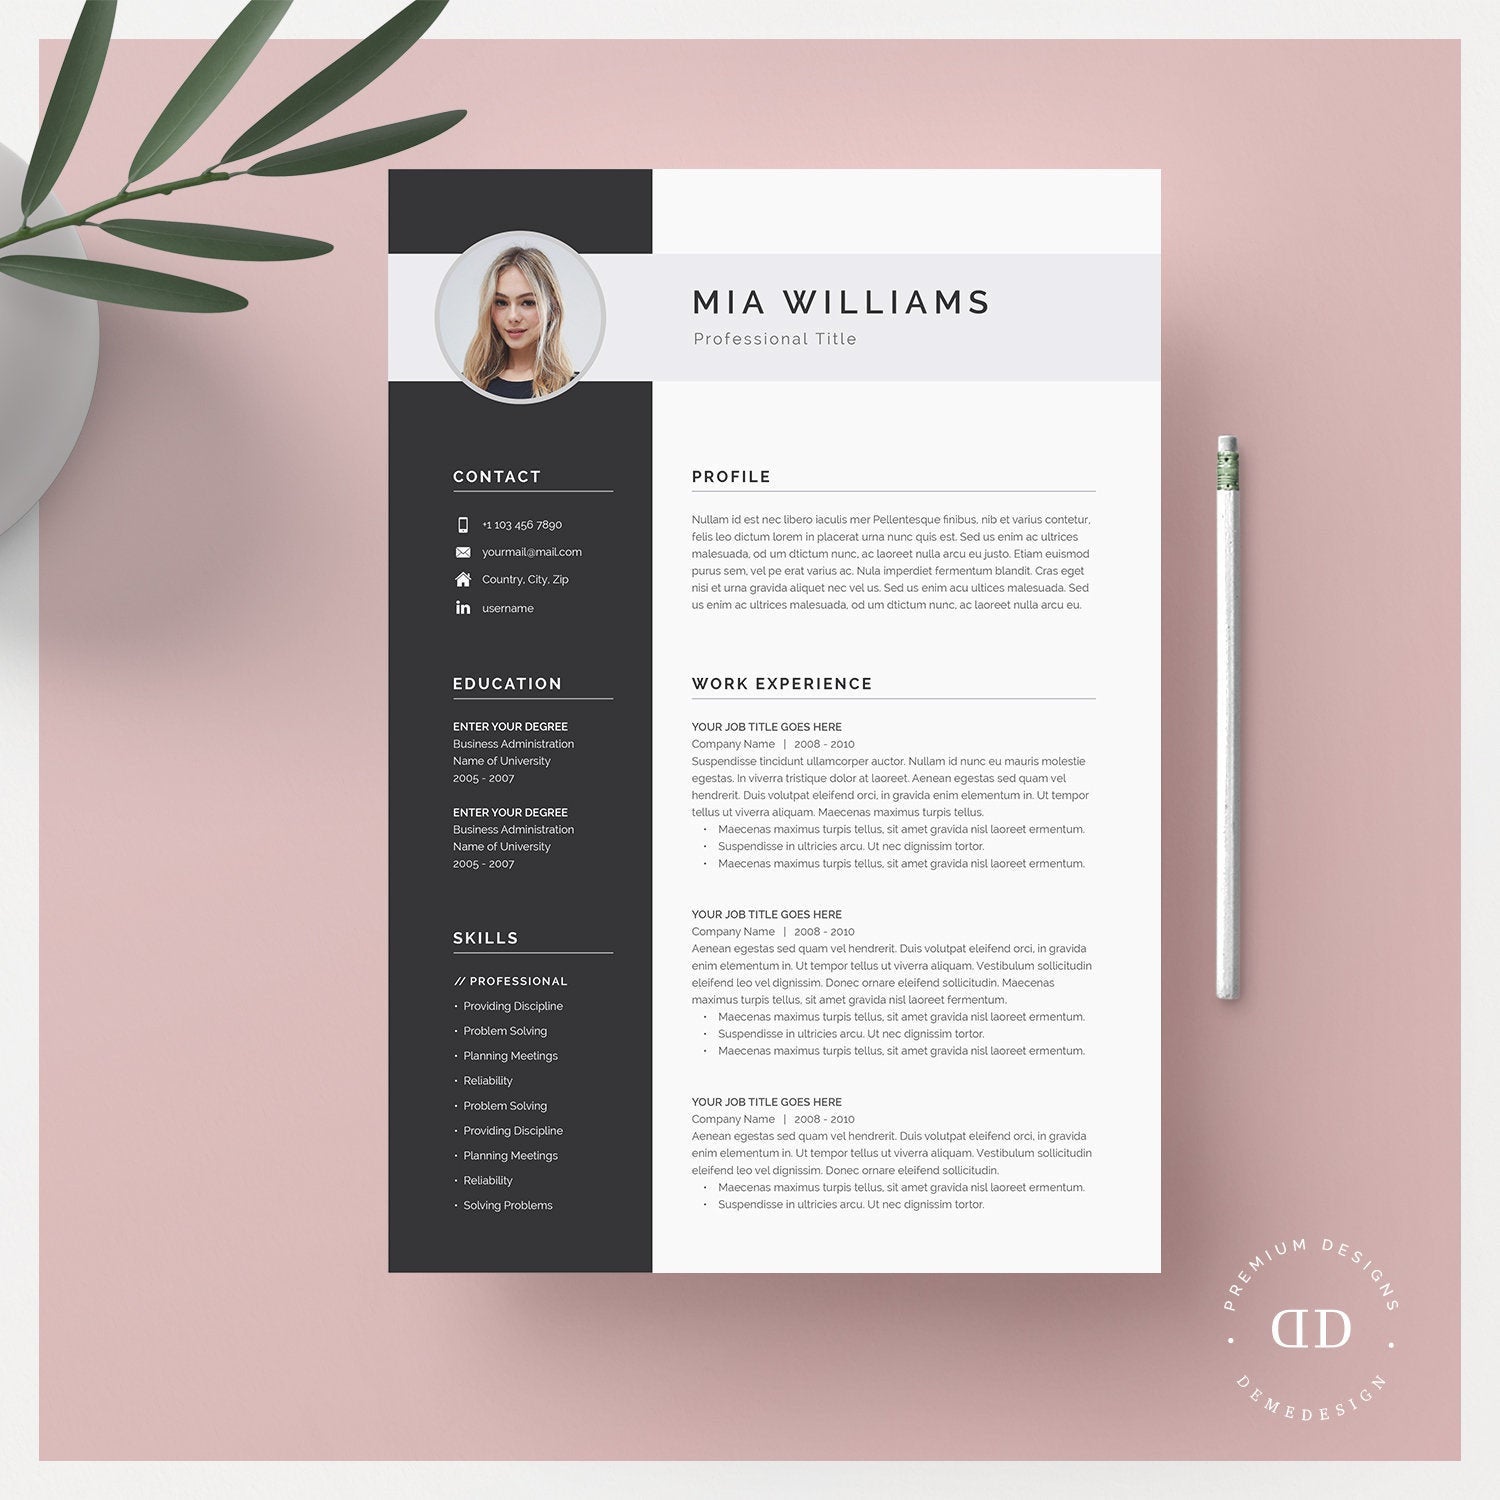 MIA WILLIAMS
Professional Title
CONTACT
+1 103 456 7890
yourmail@mail.com
Country, City, Zip
username
EDUCATION
ENTER YOUR DEGREE
Business Administration
Name of University
2005 - 2007
ENTER YOUR DEGREE
Business Administration
Name of University
2005 - 2007
SKILLS
// PROFESSIONAL
• Providing Discipline
• Problem Solving
• Planning Meetings
• Reliability
• Problem Solving
• Providing Discipline
• Planning Meetings
• Reliability
• Solving Problems
PROFILE
Nullam id est nec libero iaculis mer Pellentesque finibus, nib et varius contetur,
felis leo dictum lorem in placerat urna nunc quis est. Sed us enim ac ultrices
malesuada, od um dtictum nunc, ac laoreet nulla arcu eu justo. Etiam euismod
purus sem, vel pe erat varius ac. Nula imperdiet fermentum blandit. Cras eget
nisi et urna gravida aliquet nec vel us. Sed us enim acu ultices malesuada. Sed
us enim ac ultrices malesuada, od um dtictum nunc, ac laoreet nulla arcu eu.
WORK EXPERIENCE
YOUR JOB TITLE GOES HERE
Company Name | 2008 - 2010
Suspendisse tincidunt ullamcorper auctor. Nullam id nunc eu mauris molestie
egestas. In viverra tristique dolor at laoreet. Aenean egestas sed quam vel
hendrerit. Duis volutpat eleifend orci, in gravida enim elementum in. Ut tempor
tellus ut viverra aliquam. Maecenas maximus turpis tellus.
• Maecenas maximus turpis tellus, sit amet gravida nisl laoreet ermentum.
• Suspendisse in ultricies arcu. Ut nec dignissim tortor.
• Maecenas maximus turpis tellus, sit amet gravida nisl laoreet ermentum.
YOUR JOB TITLE GOES HERE
Company Name | 2008 - 2010
Aenean egestas sed quam vel hendrerit. Duis volutpat eleifend orci, in gravida
enim elementum in. Ut tempor tellus ut viverra aliquam. Vestibulum sollicitudin
eleifend leo vel dignissim. Donec ornare eleifend sollicitudin. Maecenas
maximus turpis tellus, sit amet gravida nisl laoreet fermentum.
• Maecenas maximus turpis tellus, sit amet gravida nisl laoreet ermentum.
• Suspendisse in ultricies arcu. Ut nec dignissim tortor.
• Maecenas maximus turpis tellus, sit amet gravida nisl laoreet ermentum.
YOUR JOB TITLE GOES HERE
Company Name | 2008 - 2010
Aenean egestas sed quam vel hendrerit. Duis volutpat eleifend orci, in gravida
enim elementum in. Ut tempor tellus ut viverra aliquam. Vestibulum sollicitudin
eleifend leo vel dignissim. Donec ornare eleifend sollicitudin.
• Maecenas maximus turpis tellus, sit amet gravida nisl laoreet ermentum.
• Suspendisse in ultricies arcu. Ut nec dignissim tortor.
PREMIUM DESIGNS
DD
DEMEDESIGN